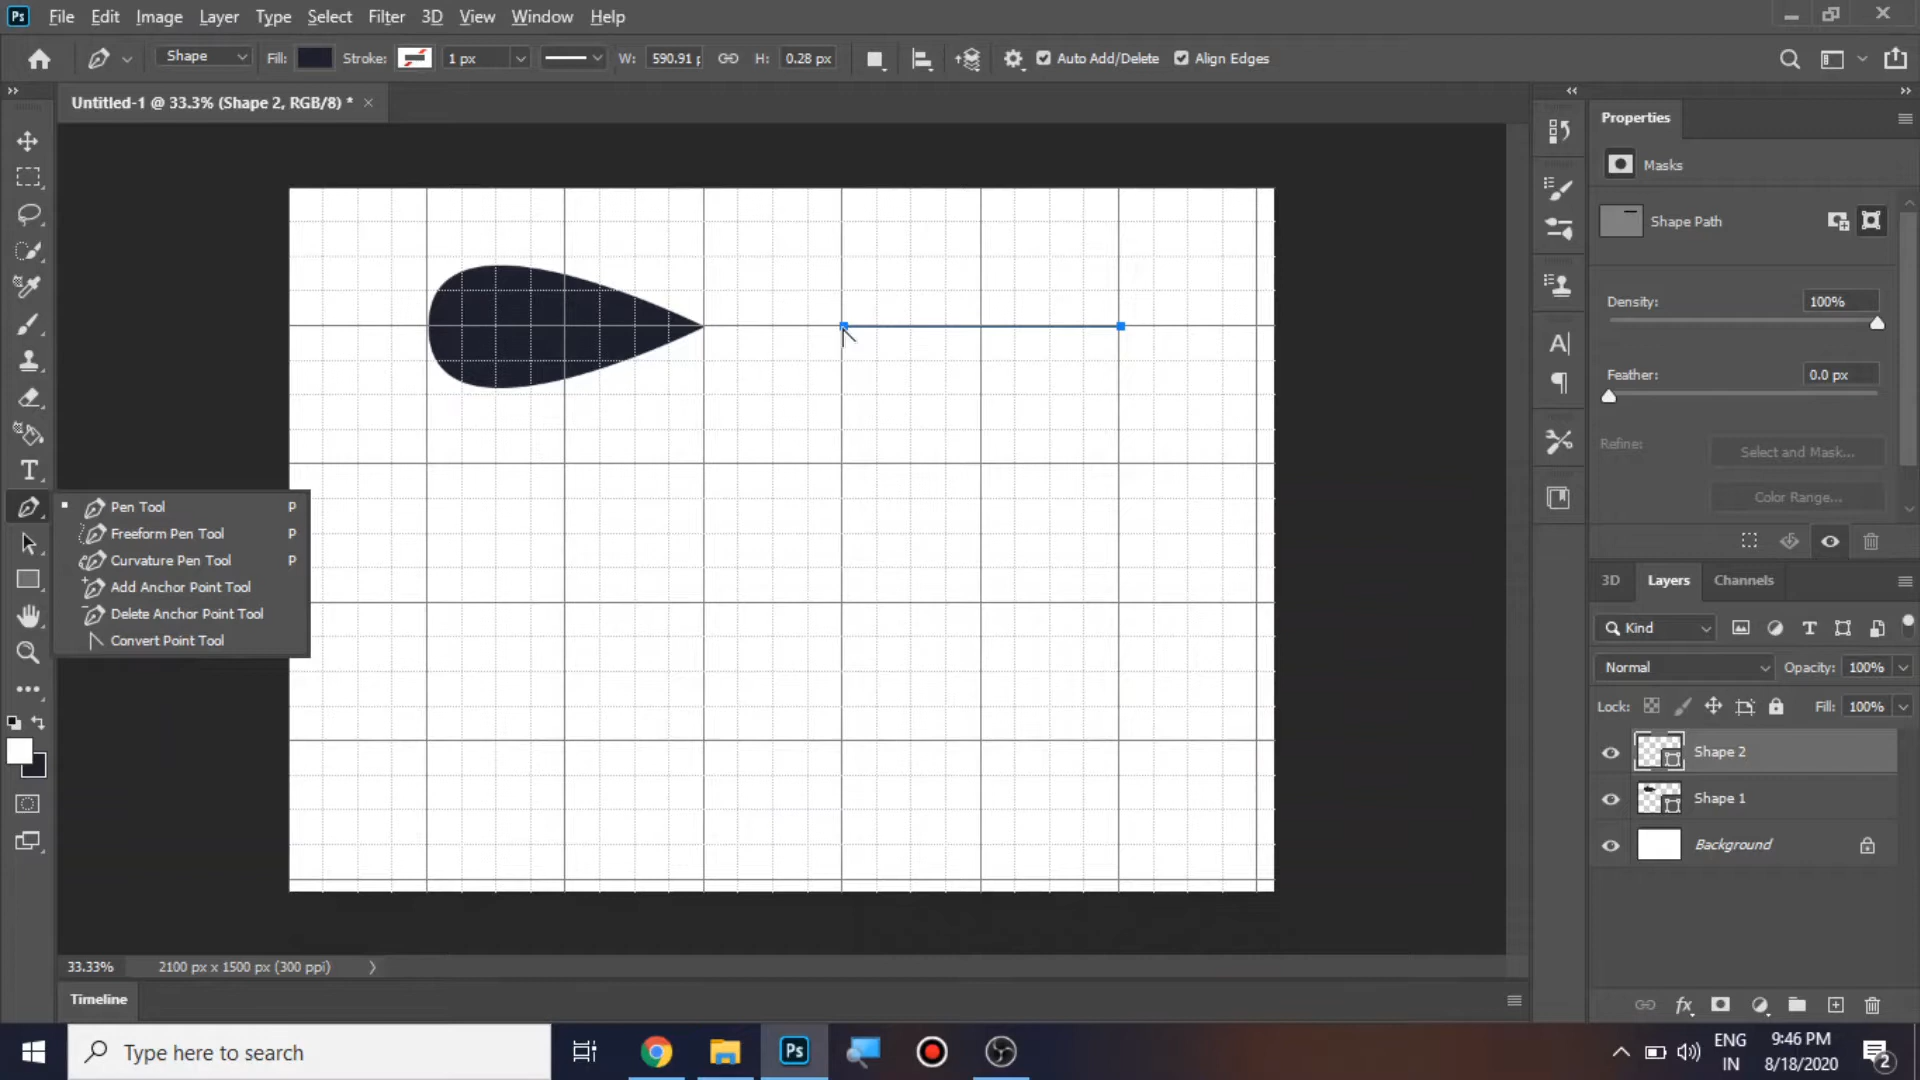 Ps File Edit Image Layer Type Select Filter 3D View Window Help
Shape Fill: Stroke: 1 px W: 590.91 p H: 0.28 px Auto Add/Delete Align Edges
Untitled-1 @ 33.3% (Shape 2, RGB/8) * ×
Properties
Masks
Shape Path
Density: 100%
Feather: 0.0 px
Refine: Select and Mask...
Color Range...
Pen Tool P
Freeform Pen Tool P
Curvature Pen Tool P
Add Anchor Point Tool
Delete Anchor Point Tool
Convert Point Tool
3D Layers Channels
Kind
Normal Opacity: 100%
Lock: Fill: 100%
Shape 2
Shape 1
Background
33.33% 2100 px x 1500 px (300 ppi)
Timeline
Type here to search
Ps
ENG
IN
9:46 PM
8/18/2020
2